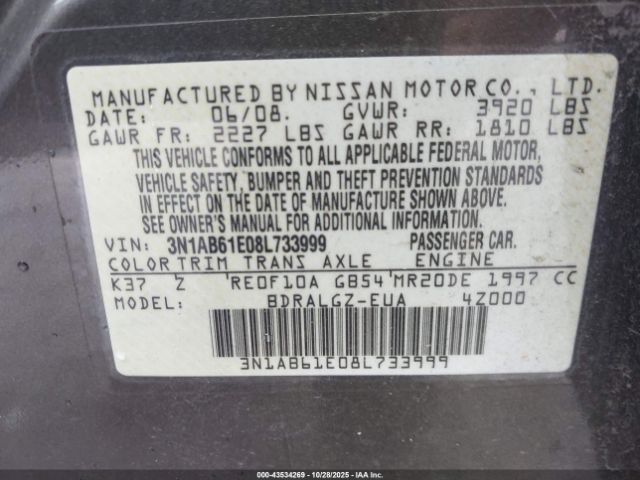 MANUFACTURED BY NISSAN MOTOR CO., LTD.
DATE: 06/08. GVWR: 3920 LBS
GAWR FR: 2227 LBS GAWR RR: 1810 LBS
THIS VEHICLE CONFORMS TO ALL APPLICABLE FEDERAL MOTOR,
VEHICLE SAFETY, BUMPER AND THEFT PREVENTION STANDARDS
IN EFFECT ON THE DATE OF MANUFACTURE SHOWN ABOVE.
SEE OWNER'S MANUAL FOR ADDITIONAL INFORMATION.
VIN: 3N1AB61E08L733999 PASSENGER CAR.
COLOR TRIM TRANS AXLE ENGINE
K37 Z RE0F10A GB54 MR20DE 1997 CC
MODEL: BDRALGZ-EUA 4Z000
3N1AB61E08L733999
© - 43534269 - 10/28/2025 - IAA Holdings, LLC.